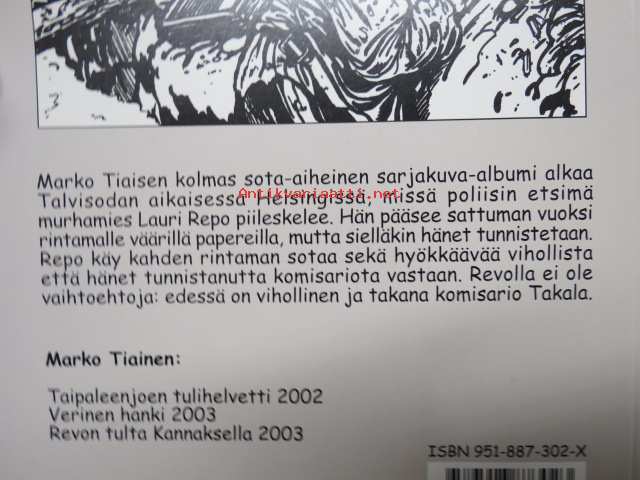 Marko Tiaisen kolmas sota-aiheinen sarjakuva-albumi alkaa
Antikvariaatti.net
Talvisodan aikaisessa Helsingissä, missä poliisin etsimä
murhamies Lauri Repo piileskelee. Hän pääsee sattuman vuoksi
rintamalle väärillä papereilla, mutta sielläkin hänet tunnistetaan.
Repo käy kahden rintaman sotaa sekä hyökkäävää vihollista
että hänet tunnistanutta komisariota vastaan. Revolla ei ole
vaihtoehtoja: edessä on vihollinen ja takana komisario Takala.
Marko Tiainen:
Taipaleenjoen tulihelvetti 2002
Verinen hanki 2003
Revon tulta Kannaksella 2003
ISBN 951-887-302-X